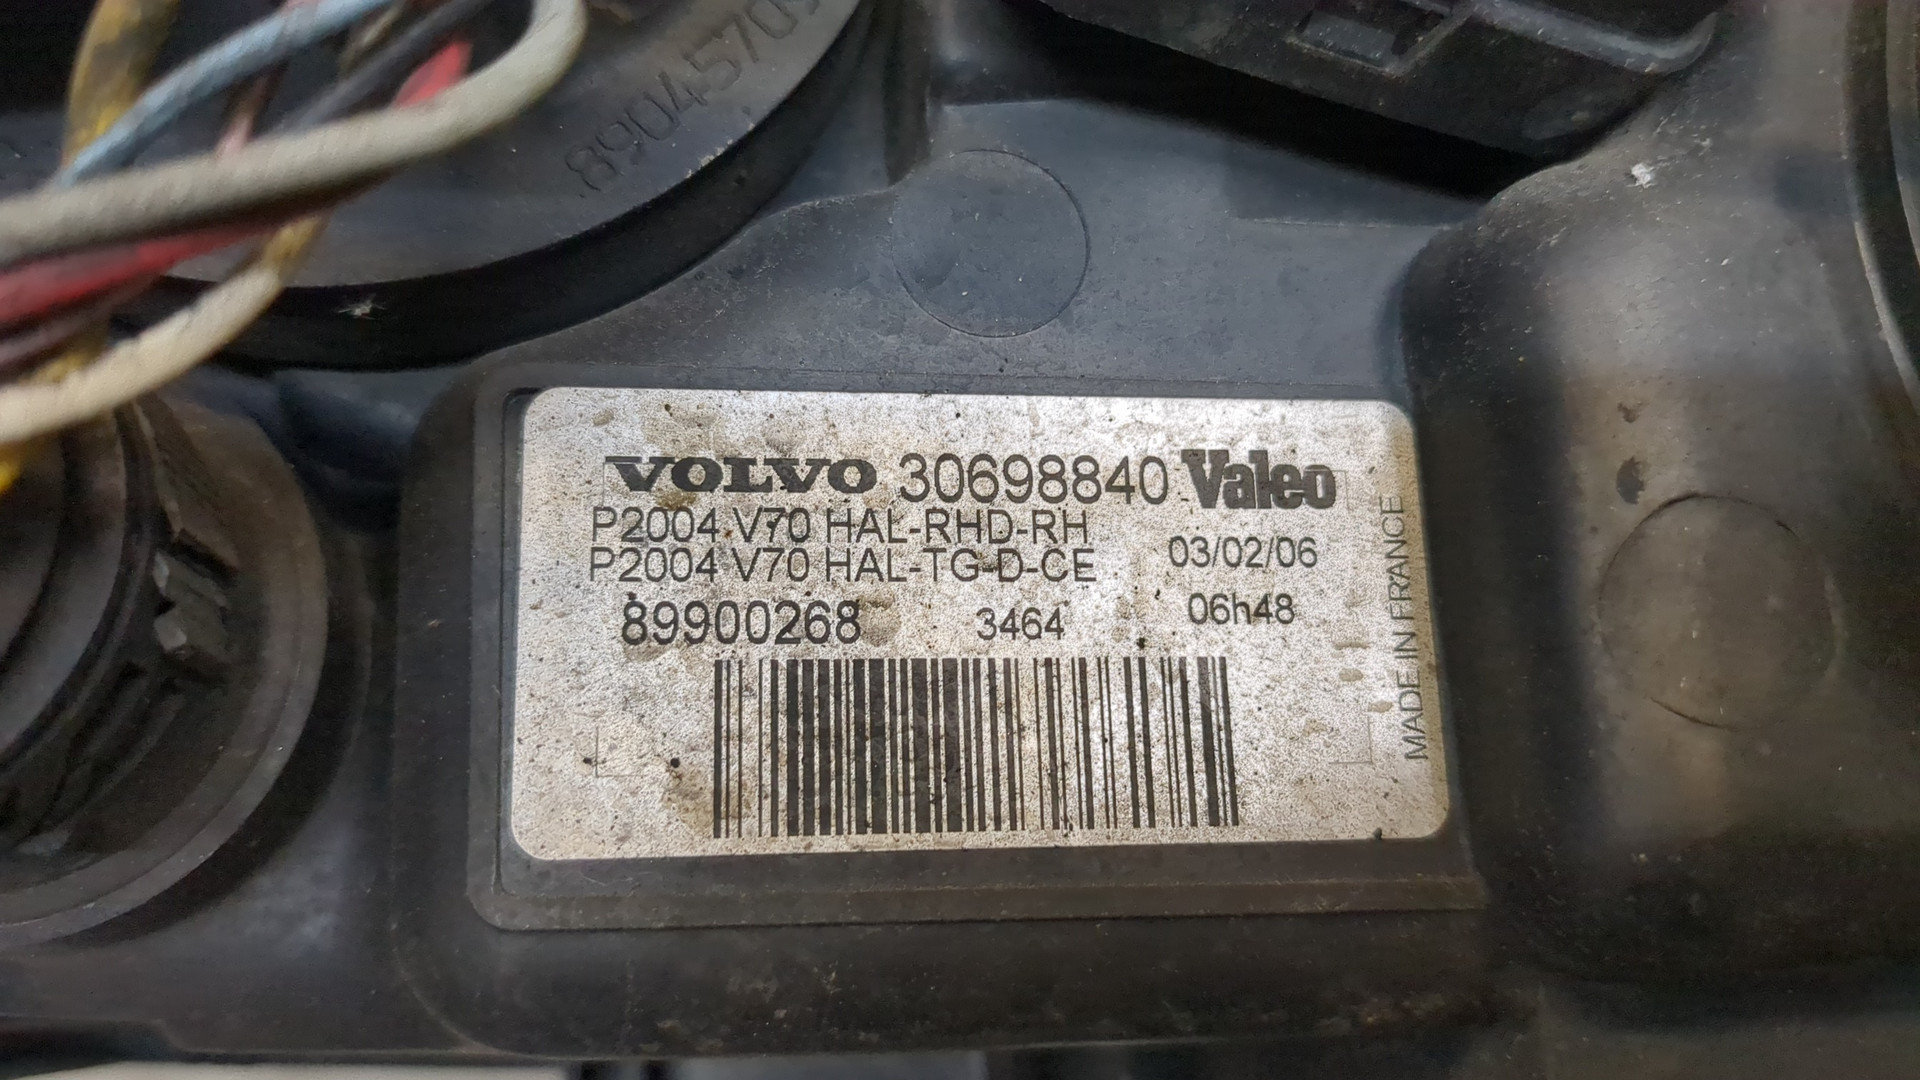 8904570
VOLVO 30698840 Valeo
P2004 V70 HAL-RHD-RH
P2004 V70 HAL-TG-D-CE 03/02/06
89900268 3464 06h48
MADE IN FRANCE